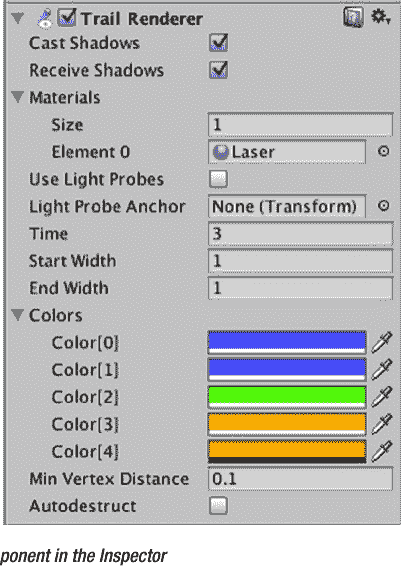 Trail Renderer
Cast Shadows
Receive Shadows
Materials
Size 1
Element 0 Laser
Use Light Probes
Light Probe Anchor None (Transform)
Time 3
Start Width 1
End Width 1
Colors
Color[0]
Color[1]
Color[2]
Color[3]
Color[4]
Min Vertex Distance 0.1
Autodestruct
ponent in the Inspector